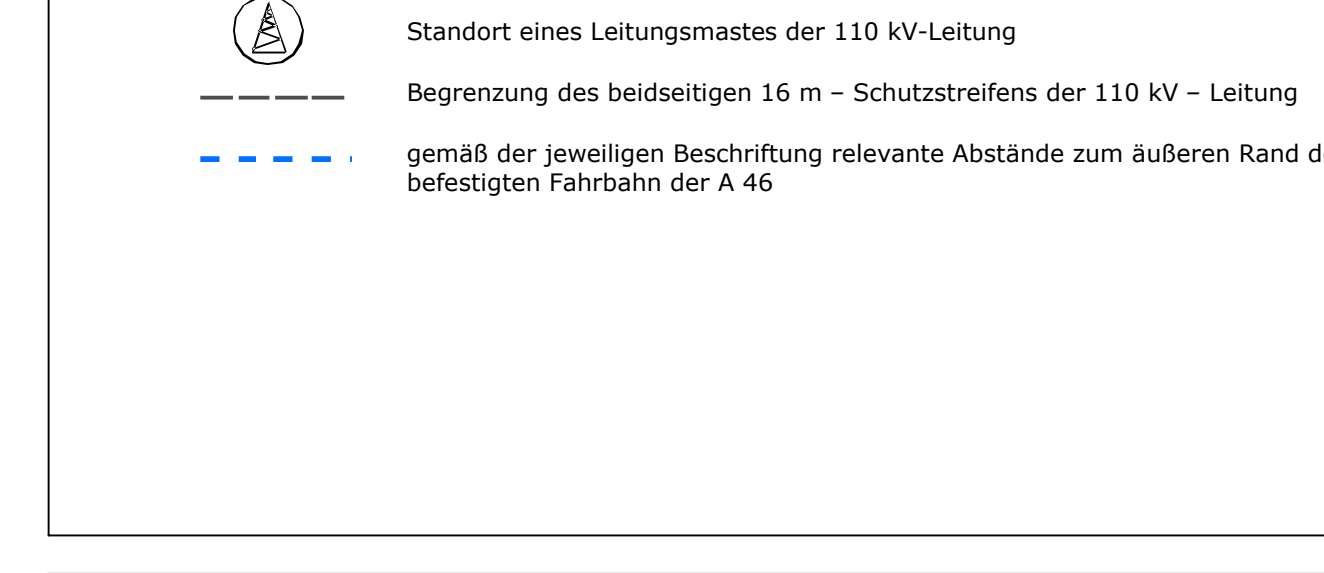 Standort eines Leitungsmastes der 110 kV-Leitung
Begrenzung des beidseitigen 16 m – Schutzstreifens der 110 kV – Leitung
gemäß der jeweiligen Beschriftung relevante Abstände zum äußeren Rand
befestigten Fahrbahn der A 46